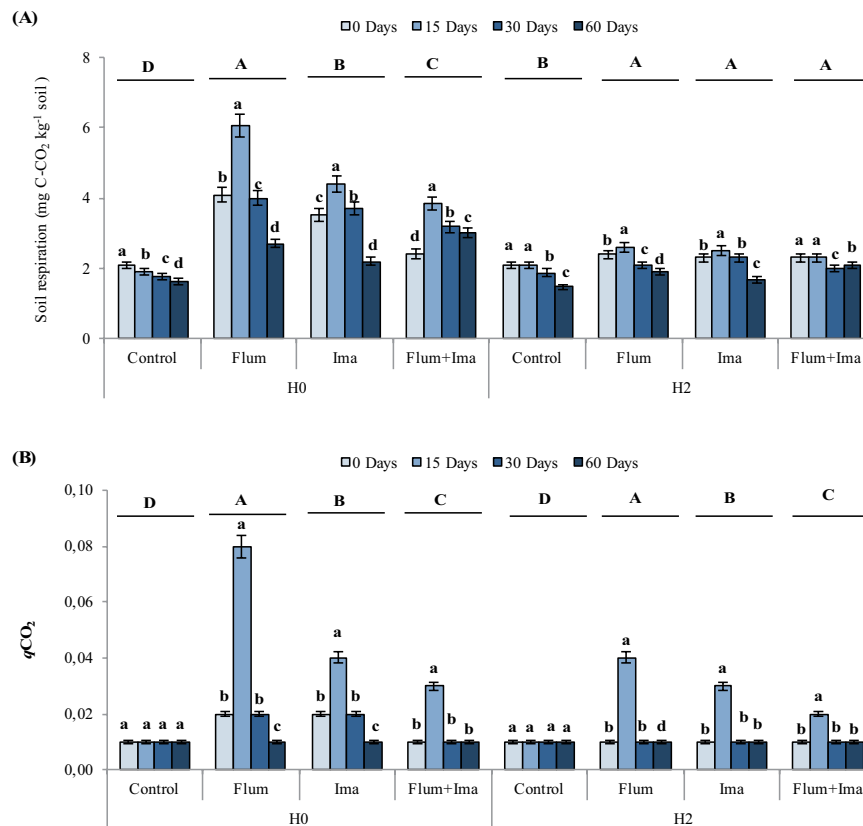 (A)
0 Days 15 Days 30 Days 60 Days
Soil respiration (mg C-CO₂ kg⁻¹ soil )
8
6
4
2
0
D A B C B A A A
a b c d b a c d c a b d c a b c a a b c b a c d b a b c a a c b
Control Flum Ima Flum+Ima Control Flum Ima Flum+Ima
H0 H2
(B)
0 Days 15 Days 30 Days 60 Days
qCO₂
0,10
0,08
0,06
0,04
0,02
0,00
D A B C D A B C
a a a a b a b c b a b c b a b b a a a a b a b d b a b b b a b b
Control Flum Ima Flum+Ima Control Flum Ima Flum+Ima
H0 H2